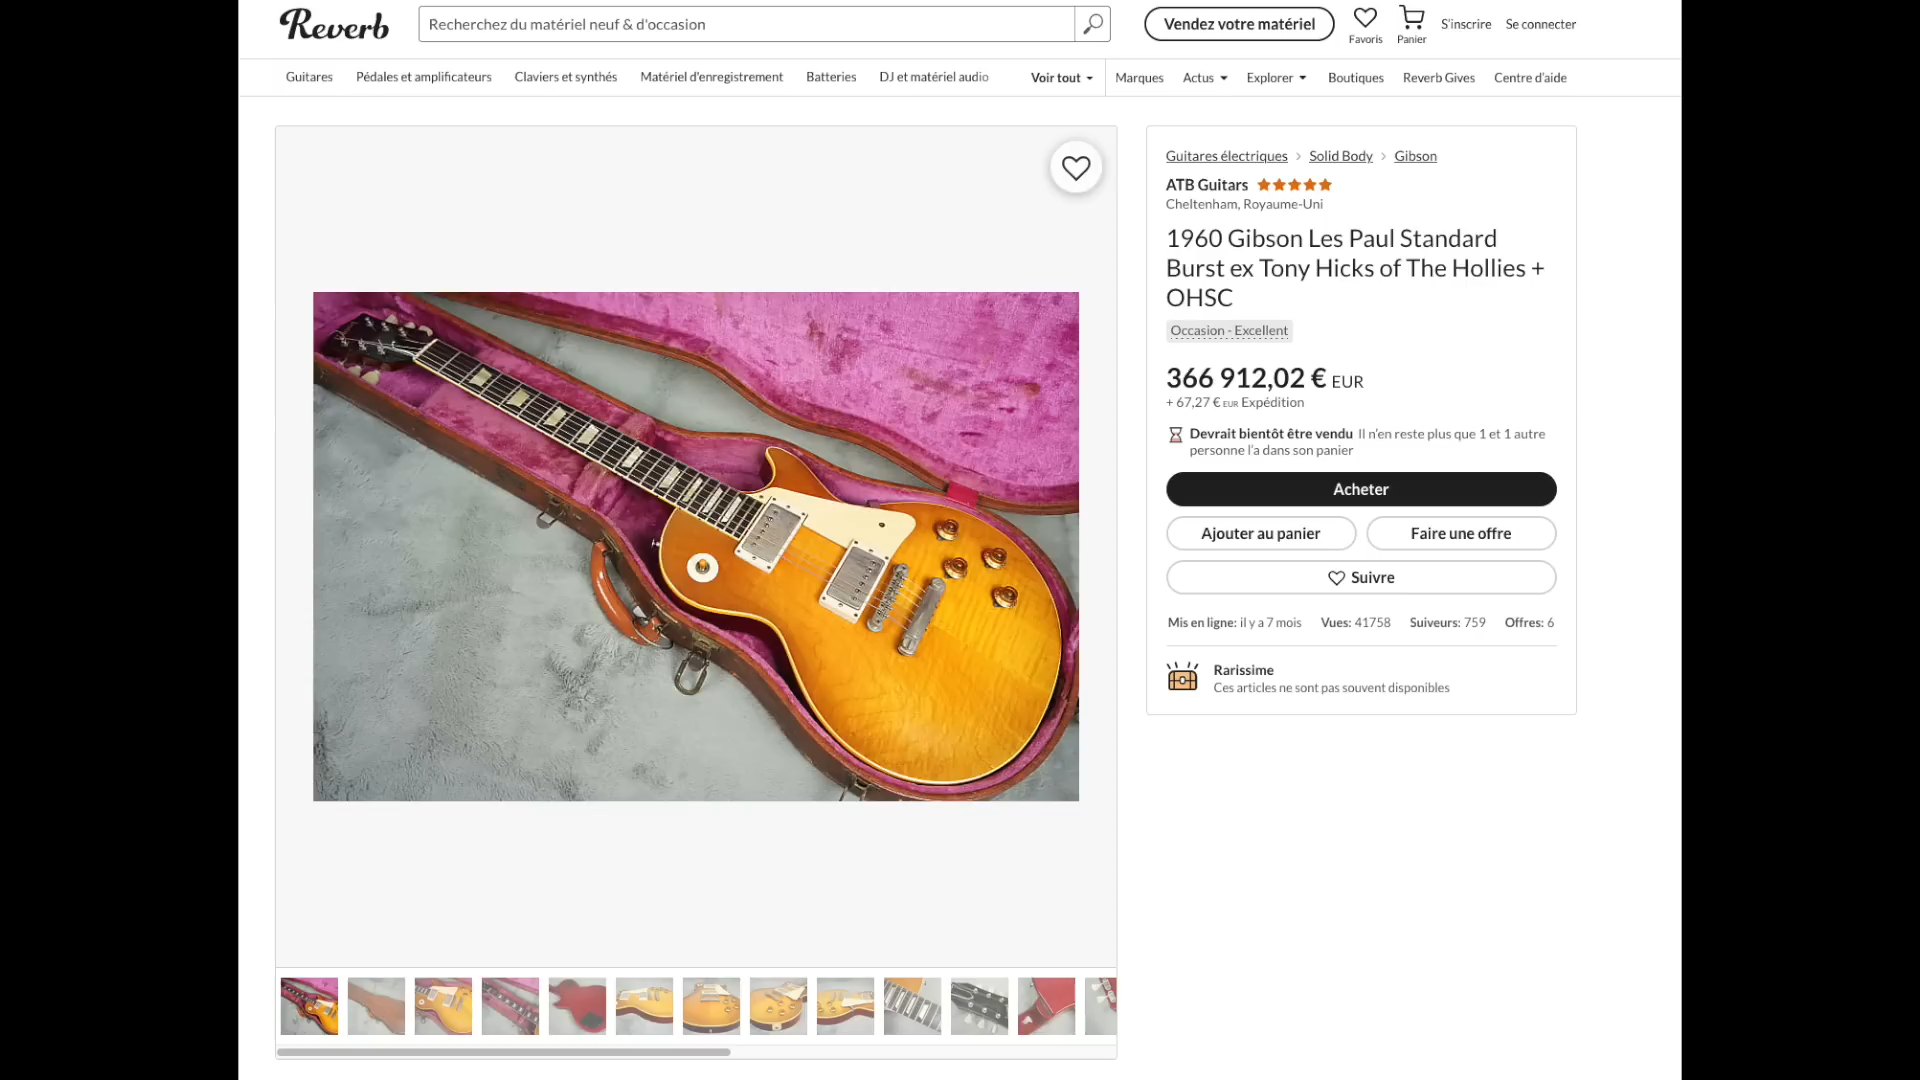 Reverb
Recherchez du matériel neuf & d'occasion
Vendez votre matériel
Favoris
Panier
S'inscrire
Se connecter
Guitares
Pédales et amplificateurs
Claviers et synthés
Matériel d'enregistrement
Batteries
DJ et matériel audio
Voir tout
Marques
Actus
Explorer
Boutiques
Reverb Gives
Centre d'aide
Guitares électriques > Solid Body > Gibson
ATB Guitars
Cheltenham, Royaume-Uni
1960 Gibson Les Paul Standard
Burst ex Tony Hicks of The Hollies +
OHSC
Occasion - Excellent
366 912,02 € EUR
+ 67,27 € EUR Expédition
Devrait bientôt être vendu Il n'en reste plus que 1 et 1 autre
personne l'a dans son panier
Acheter
Ajouter au panier
Faire une offre
Suivre
Mis en ligne: il y a 7 mois Vues: 41758 Suiveurs: 759 Offres: 6
Rarissime
Ces articles ne sont pas souvent disponibles